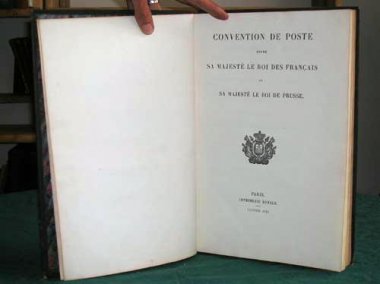 CONVENTION DE POSTE
ENTRE
SA MAJESTÉ LE ROI DES FRANÇAIS
ET
SA MAJESTÉ LE ROI DE PRUSSE.
PARIS,
IMPRIMERIE ROYALE.